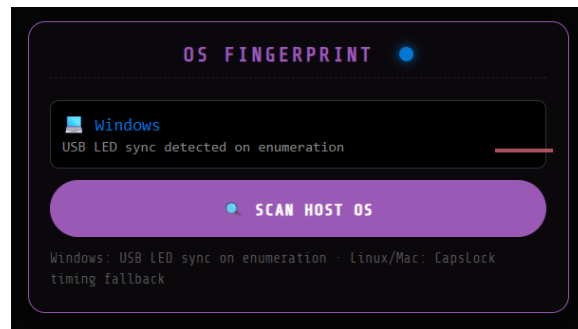 OS FINGERPRINT
Windows
USB LED sync detected on enumeration
SCAN HOST OS
Windows: USB LED sync on enumeration · Linux/Mac: CapsLock
timing fallback